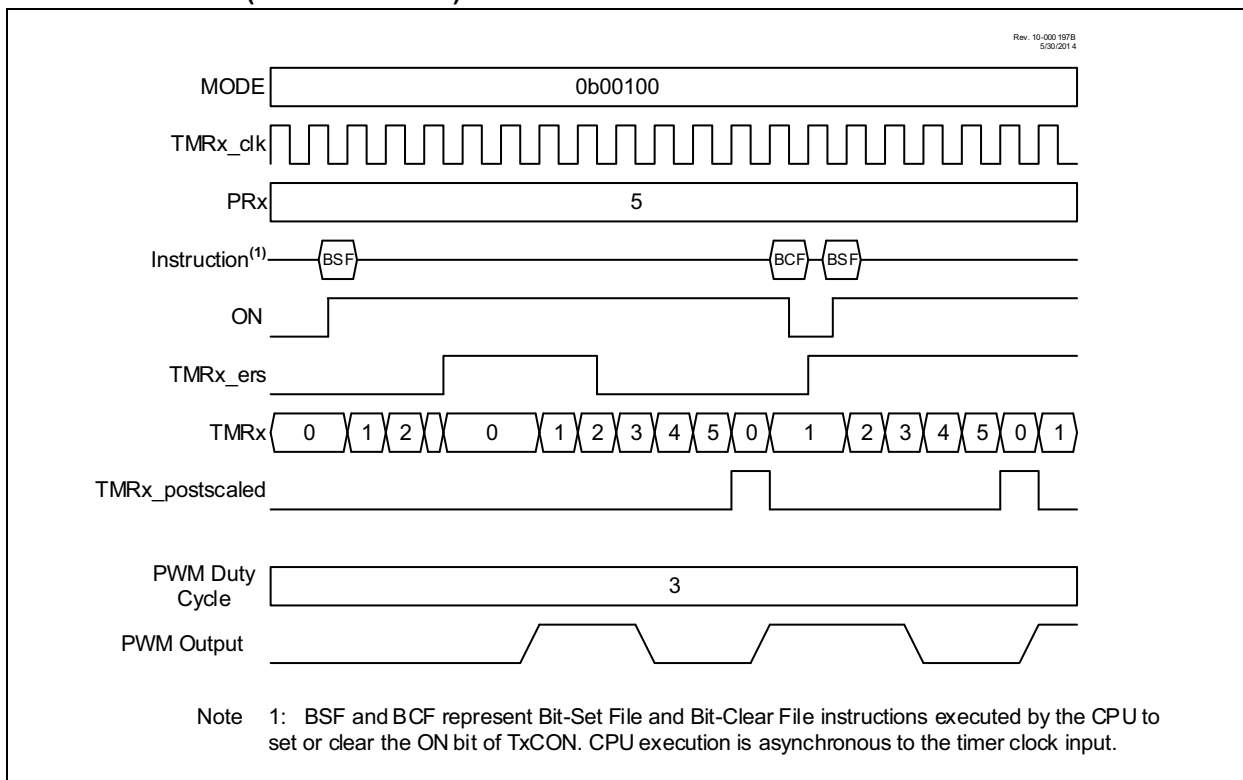 Rev. 10-000 197B
5/30/201 4
MODE 0b00100
TMRx_clk
PRx 5
Instruction(1) BSF BCF BSF
ON
TMRx_ers
TMRx 0 1 2 0 1 2 3 4 5 0 1 2 3 4 5 0 1
TMRx_postscaled
PWM Duty
Cycle 3
PWM Output
Note 1: BSF and BCF represent Bit-Set File and Bit-Clear File instructions executed by the CPU to
set or clear the ON bit of TxCON. CPU execution is asynchronous to the timer clock input.